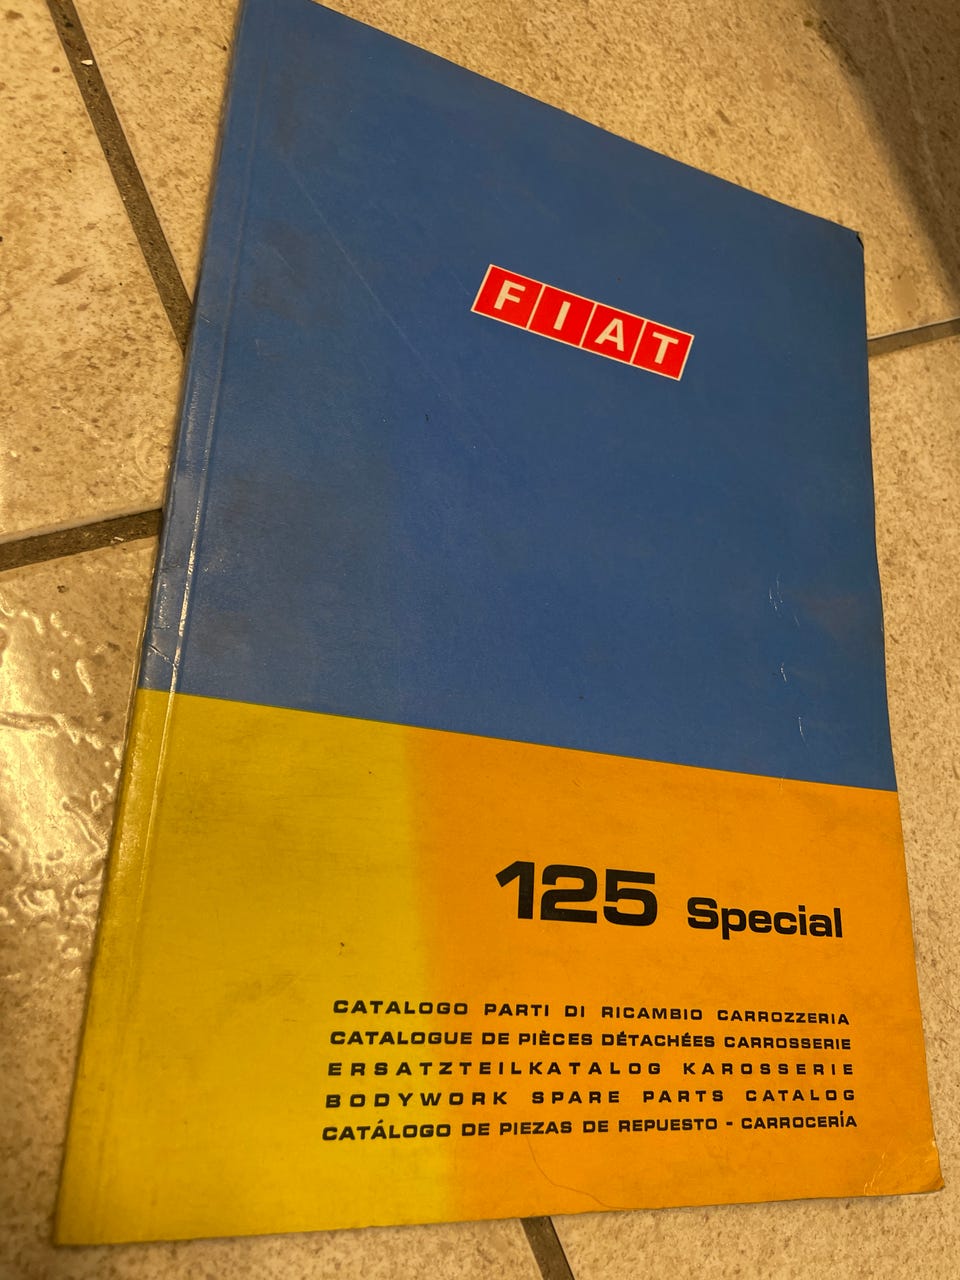 FIAT
125 Special
CATALOGO PARTI DI RICAMBIO CARROZZERIA
CATALOGUE DE PIÈCES DÉTACHÉES CARROSSERIE
ERSATZTEILKATALOG KAROSSERIE
BODYWORK SPARE PARTS CATALOG
CATÁLOGO DE PIEZAS DE REPUESTO - CARROCERÍA